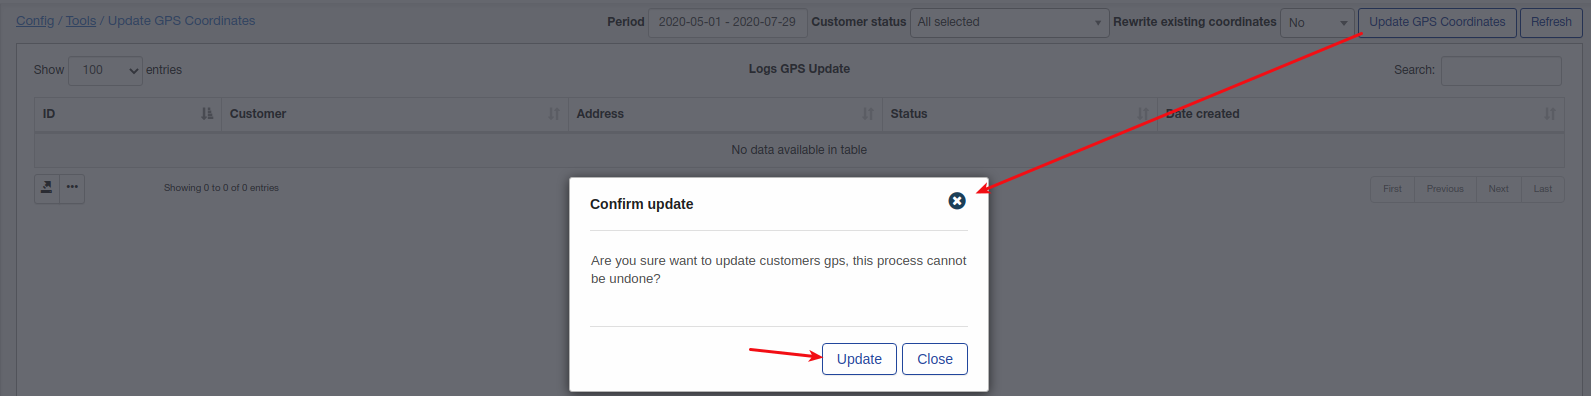 Config / Tools / Update GPS Coordinates Period 2020-05-01 - 2020-07-29 Customer status All selected Rewrite existing coordinates No Update GPS Coordinates Refresh
Show 100 entries Logs GPS Update Search:
ID Customer Address Status Date created
No data available in table
Showing 0 to 0 of 0 entries First Previous Next Last
Confirm update
Are you sure want to update customers gps, this process cannot
be undone?
Update Close